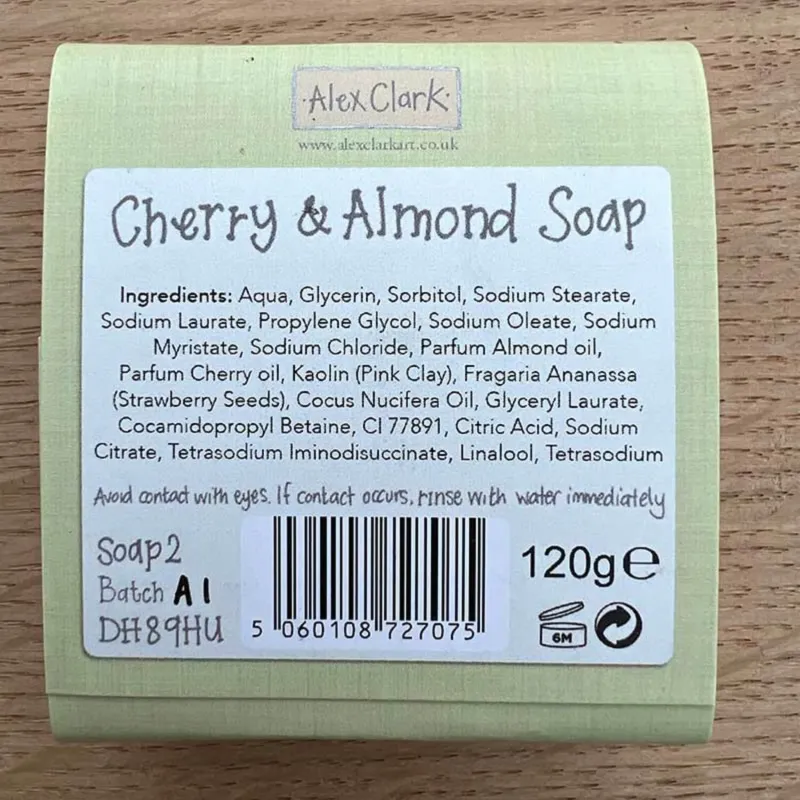 ·Alex Clark·
www.alexclarkart.co.uk
Cherry & Almond Soap
Ingredients: Aqua, Glycerin, Sorbitol, Sodium Stearate,
Sodium Laurate, Propylene Glycol, Sodium Oleate, Sodium
Myristate, Sodium Chloride, Parfum Almond oil,
Parfum Cherry oil, Kaolin (Pink Clay), Fragaria Ananassa
(Strawberry Seeds), Cocus Nucifera Oil, Glyceryl Laurate,
Cocamidopropyl Betaine, CI 77891, Citric Acid, Sodium
Citrate, Tetrasodium Iminodisuccinate, Linalool, Tetrasodium
Avoid contact with eyes. If contact occurs, rinse with water immediately
Soap2
Batch A1
DH89HU
5 060108 727075
120g e
6M